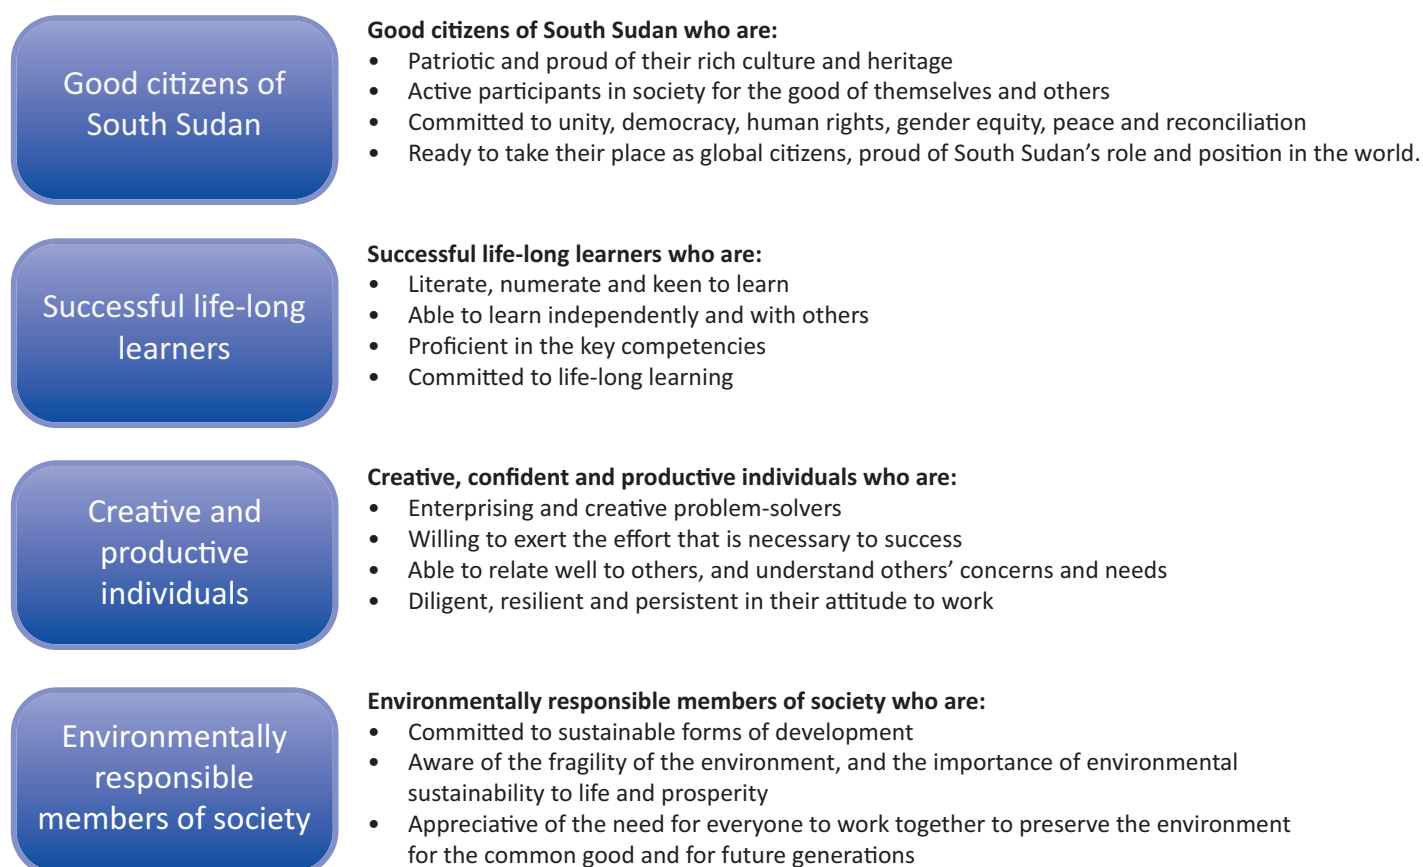 Good citizens of
South Sudan
Good citizens of South Sudan who are:
• Patriotic and proud of their rich culture and heritage
• Active participants in society for the good of themselves and others
• Committed to unity, democracy, human rights, gender equity, peace and reconciliation
• Ready to take their place as global citizens, proud of South Sudan’s role and position in the world.
Successful life-long
learners
Successful life-long learners who are:
• Literate, numerate and keen to learn
• Able to learn independently and with others
• Proficient in the key competencies
• Committed to life-long learning
Creative and
productive
individuals
Creative, confident and productive individuals who are:
• Enterprising and creative problem-solvers
• Willing to exert the effort that is necessary to success
• Able to relate well to others, and understand others’ concerns and needs
• Diligent, resilient and persistent in their attitude to work
Environmentally
responsible
members of society
Environmentally responsible members of society who are:
• Committed to sustainable forms of development
• Aware of the fragility of the environment, and the importance of environmental
sustainability to life and prosperity
• Appreciative of the need for everyone to work together to preserve the environment
for the common good and for future generations